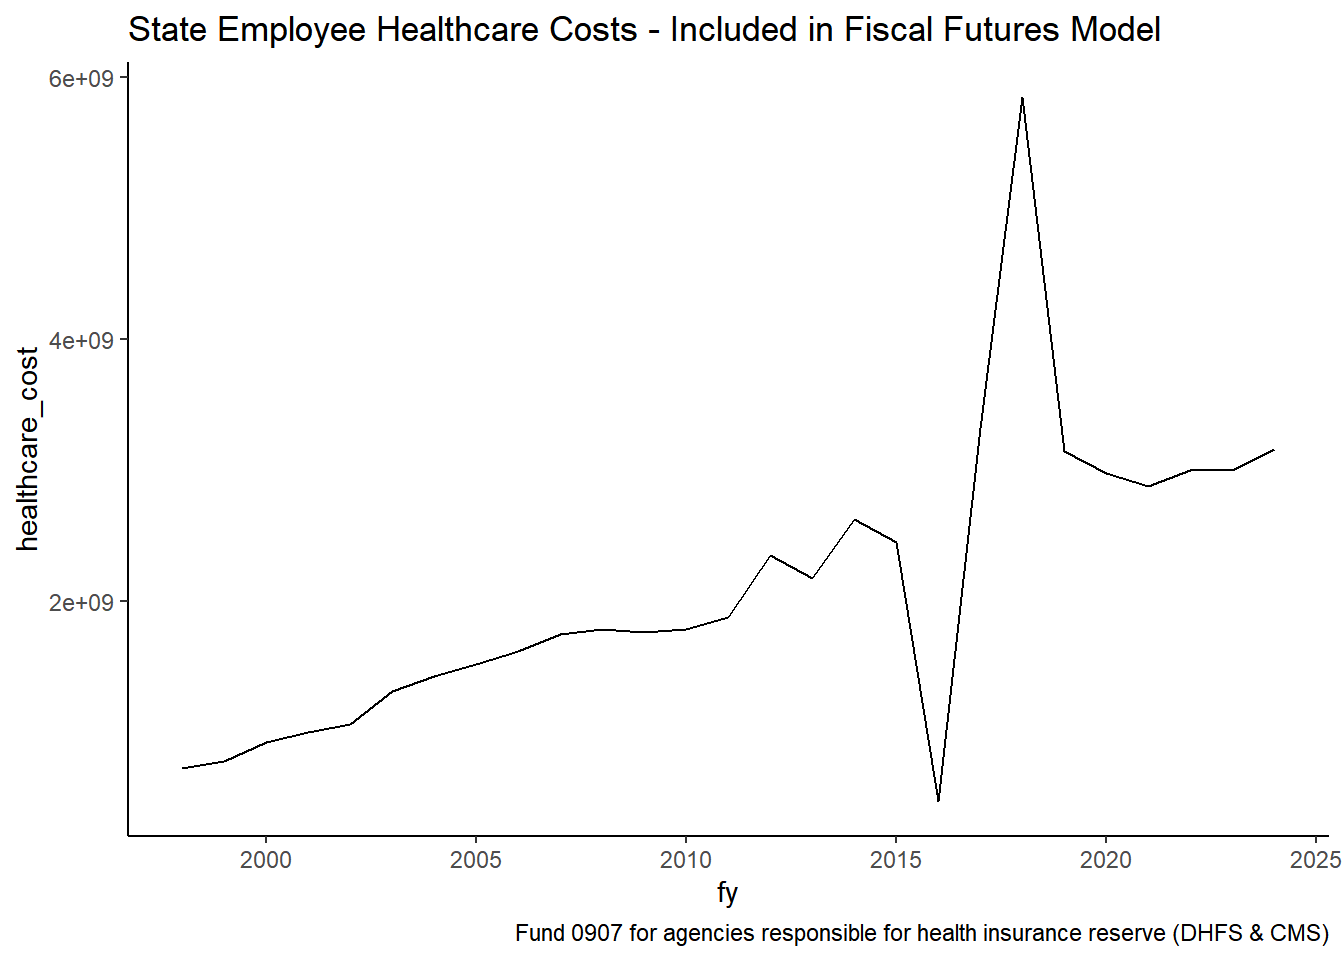 State Employee Healthcare Costs - Included in Fiscal Futures Model
6e+09
4e+09
2e+09
healthcare_cost
2000 2005 2010 2015 2020 2025
fy
Fund 0907 for agencies responsible for health insurance reserve (DHFS & CMS)